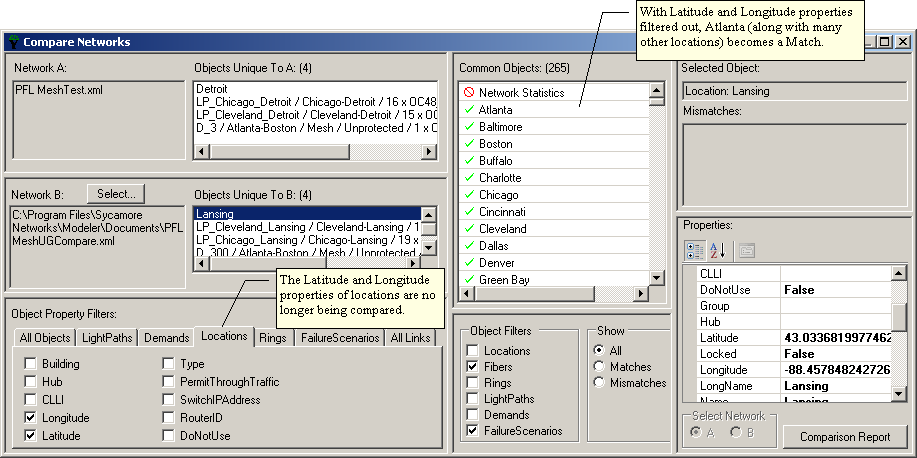 With Latitude and Longitude properties
filtered out, Atlanta (along with many
other locations) becomes a Match.
Compare Networks
Network A:
PFL MeshTest.xml
Objects Unique To A: (4)
Detroit
LP_Chicago_Detroit / Chicago-Detroit / 16 x OC48
LP_Cleveland_Detroit / Cleveland-Detroit / 15 x OC
D_3 / Atlanta-Boston / Mesh / Unprotected / 1 x O
Network B:
Select...
C:\Program Files\Sycamore
Networks\Modeler\Documents\PFL
MeshUGCompare.xml
Objects Unique To B: (4)
Lansing
LP_Cleveland_Lansing / Cleveland-Lansing / 1
LP_Chicago_Lansing / Chicago-Lansing / 19 x
D_300 / Atlanta-Boston / Mesh / Unprotected /
The Latitude and Longitude
properties of locations are no
longer being compared.
Object Property Filters:
All Objects
LightPaths
Demands
Locations
Rings
FailureScenarios
All Links
Building
Hub
CLLI
Longitude
Latitude
Type
PermitThroughTraffic
SwitchIPAddress
RouterID
DoNotUse
Common Objects: (265)
Network Statistics
Atlanta
Baltimore
Boston
Buffalo
Charlotte
Chicago
Cincinnati
Cleveland
Dallas
Denver
Green Bay
Object Filters
Locations
Fibers
Rings
LightPaths
Demands
FailureScenarios
Show
All
Matches
Mismatches
Selected Object:
Location: Lansing
Mismatches:
Properties:
CLLI
DoNotUse False
Group
Hub
Latitude 43.0336819977462
Locked False
Longitude -88.457848242726
LongName Lansing
Name Lansing
Select Network
A
B
Comparison Report